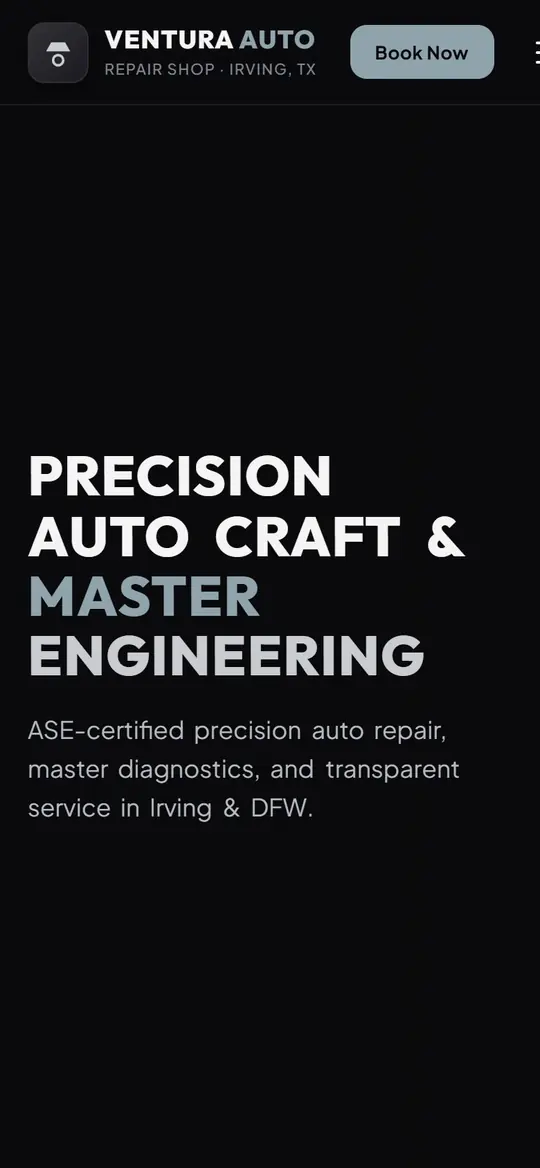 VENTURA AUTO
REPAIR SHOP · IRVING, TX
Book Now
PRECISION
AUTO CRAFT &
MASTER
ENGINEERING
ASE-certified precision auto repair,
master diagnostics, and transparent
service in Irving & DFW.